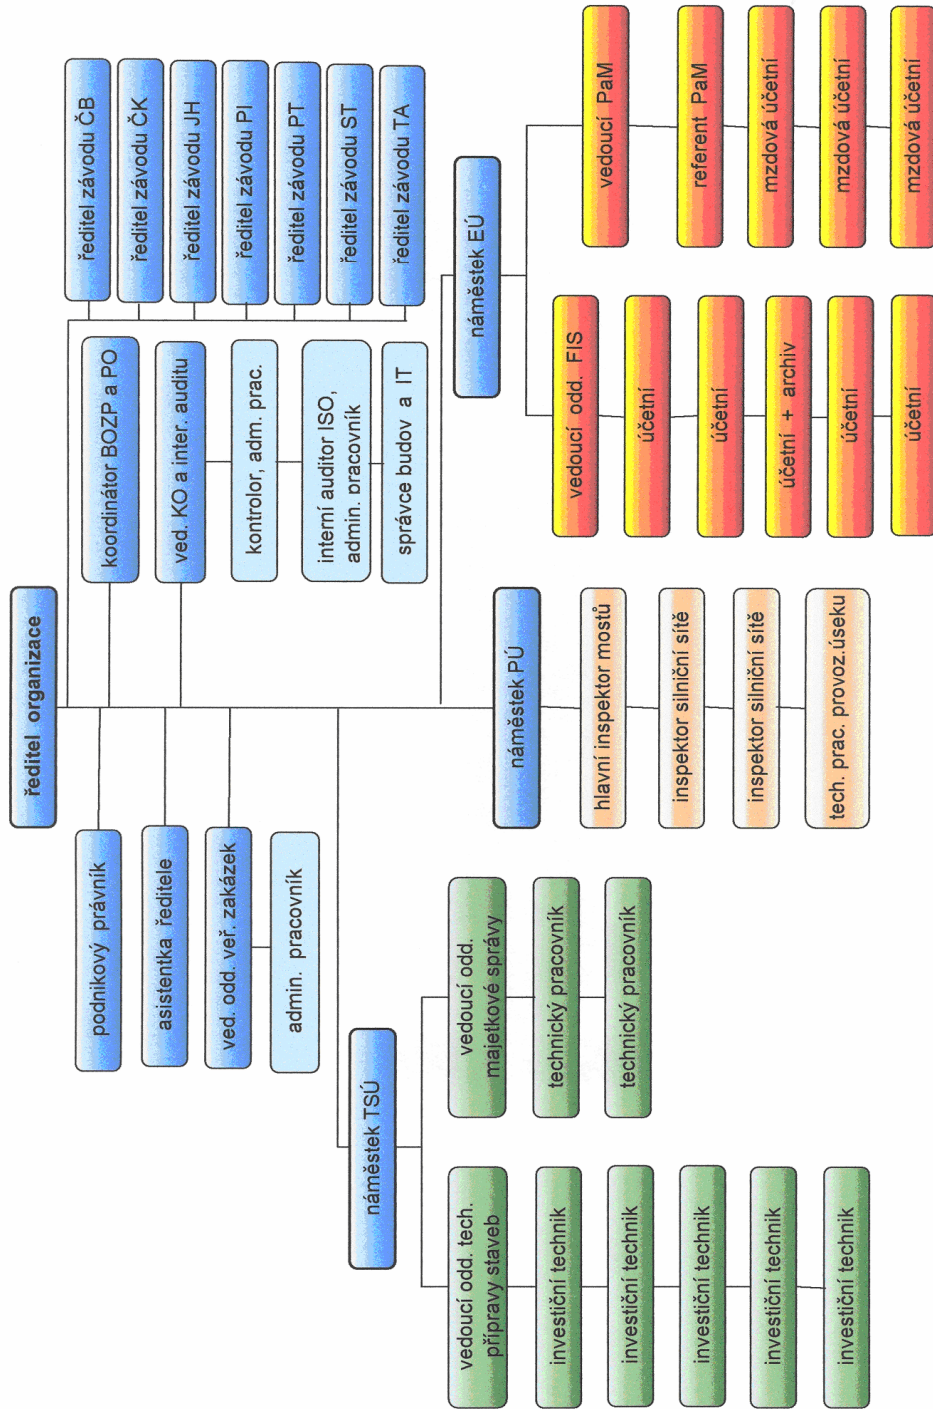 ředitel organizace
podnikový právník
asistentka ředitele
ved. odd. veř. zakázek
admin. pracovník
koordinátor BOZP a PO
ved. KO a inter. auditu
kontrolor, adm. prac.
interní auditor ISO,
admin. pracovník
správce budov a IT
ředitel závodu ČB
ředitel závodu ČK
ředitel závodu JH
ředitel závodu PI
ředitel závodu PT
ředitel závodu ST
ředitel závodu TA
náměstek TSÚ
vedoucí odd. tech.
přípravy staveb
investiční technik
investiční technik
investiční technik
investiční technik
investiční technik
vedoucí odd.
majetkové správy
technický pracovník
technický pracovník
náměstek PÚ
hlavní inspektor mostů
inspektor silniční sítě
inspektor silniční sítě
tech. prac. provoz.úseku
náměstek EÚ
vedoucí odd. FIS
účetní
účetní
účetní + archiv
účetní
účetní
vedoucí PaM
referent PaM
mzdová účetní
mzdová účetní
mzdová účetní